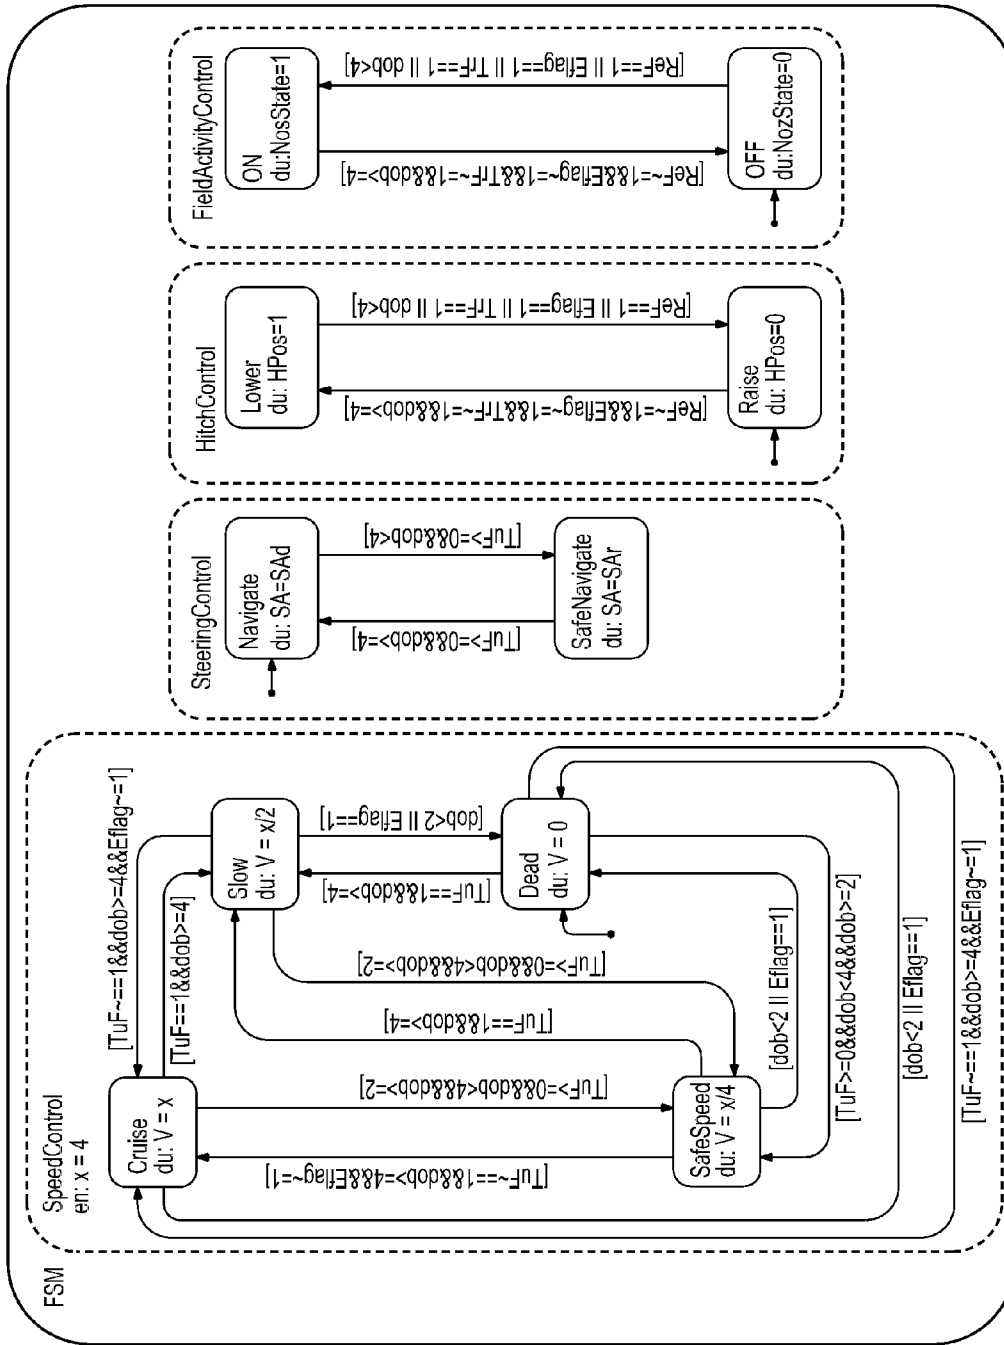 FSM
SpeedControl
en: x = 4
Cruise
du: V = x
[TuF~==1&&dob>=4&&Eflag~=1]
[TuF==1&&dob>=4]
Slow
du: V = x/2
[TuF~==1&&dob>=4&&Eflag~=1]
[TuF>=0&&dob<4&&dob>=2]
[TuF==1&&dob>=4]
[TuF>=0&&dob<4&&dob>=2]
[TuF==1&&dob>=4]
[dob<2 || Eflag==1]
SafeSpeed
du: V = x/4
Dead
du: V = 0
[dob<2 || Eflag==1]
[TuF>=0&&dob<4&&dob>=2]
[dob<2 || Eflag==1]
[TuF~==1&&dob>=4&&Eflag~=1]
SteeringControl
Navigate
du: SA=SAd
[TuF>=0&&dob>=4]
[TuF>=0&&dob<4]
SafeNavigate
du: SA=SAr
HitchControl
Lower
du: HPos=1
[ReF~=1&&Eflag~=1&&TrF~=1&&dob>=4]
[ReF==1 || Eflag==1 || TrF==1 || dob<4]
Raise
du: HPos=0
FieldActivityControl
ON
du:NosState=1
[ReF~=1&&Eflag~=1&&TrF~=1&&dob>=4]
[ReF==1 || Eflag==1 || TrF==1 || dob<4]
OFF
du:NozState=0